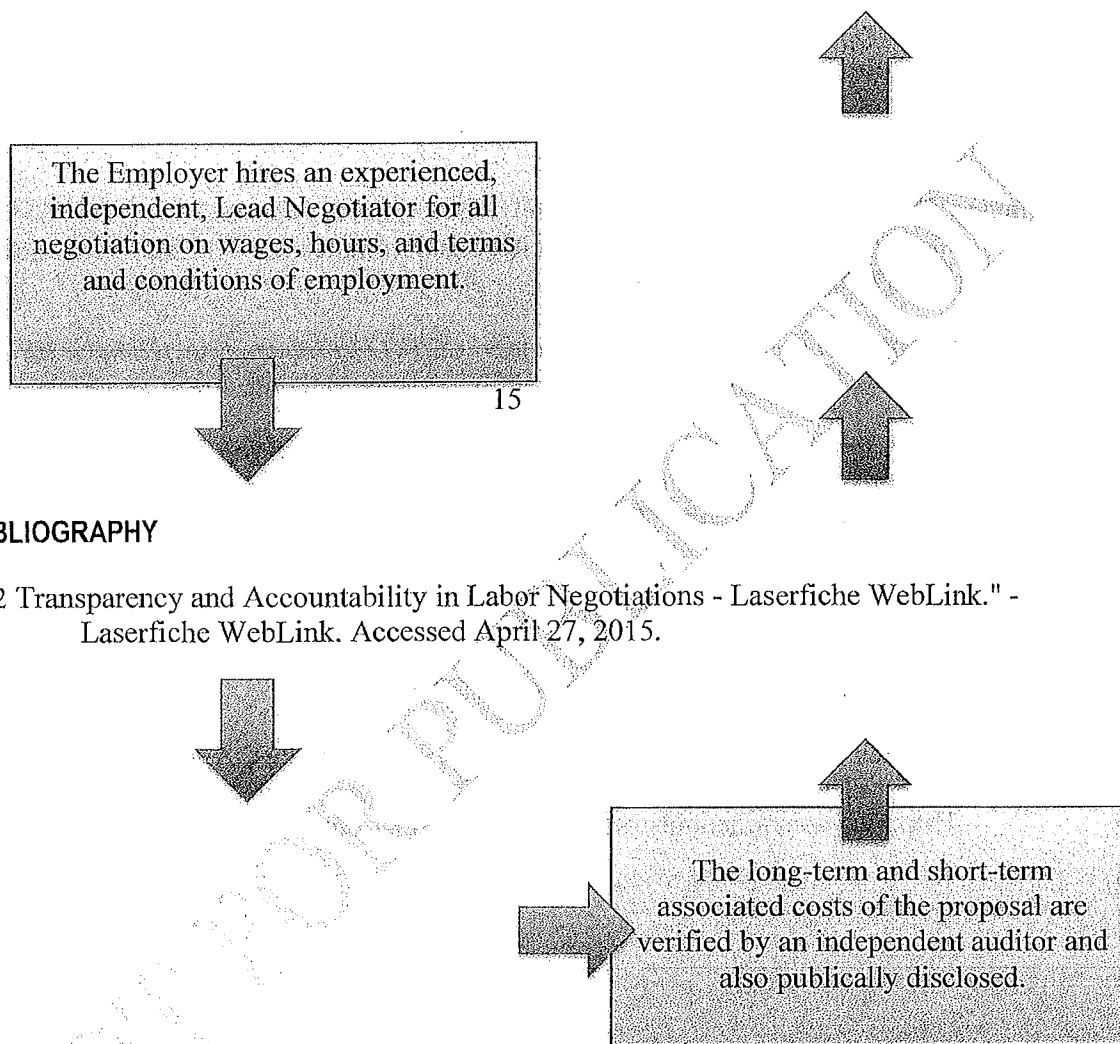 The Employer hires an experienced,
independent, Lead Negotiator for all
negotiation on wages, hours, and terms
and conditions of employment.
15
BLIOGRAPHY
2 Transparency and Accountability in Labor Negotiations - Laserfiche WebLink." -
Laserfiche WebLink. Accessed April 27, 2015.
The long-term and short-term
associated costs of the proposal are
verified by an independent auditor and
also publically disclosed.
OR PUBLICATION